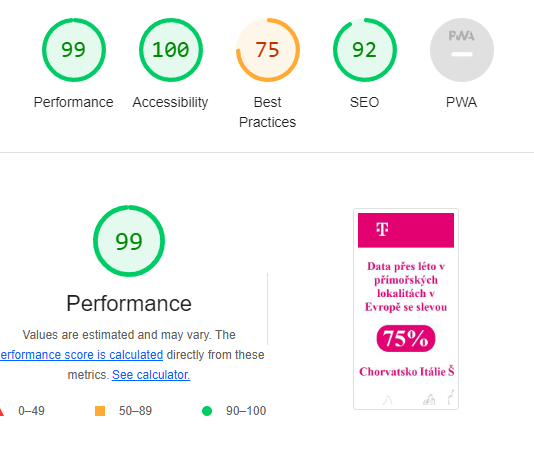 99
100
75
92
PWA
Performance
Accessibility
Best
Practices
SEO
PWA
99
Performance
Values are estimated and may vary. The
erformance score is calculated directly from these
metrics. See calculator.
0–49
50–89
90–100
T
Data přes léto v
přímořských
lokalitách v
Evropě se slevou
75%
Chorvatsko Itálie Š